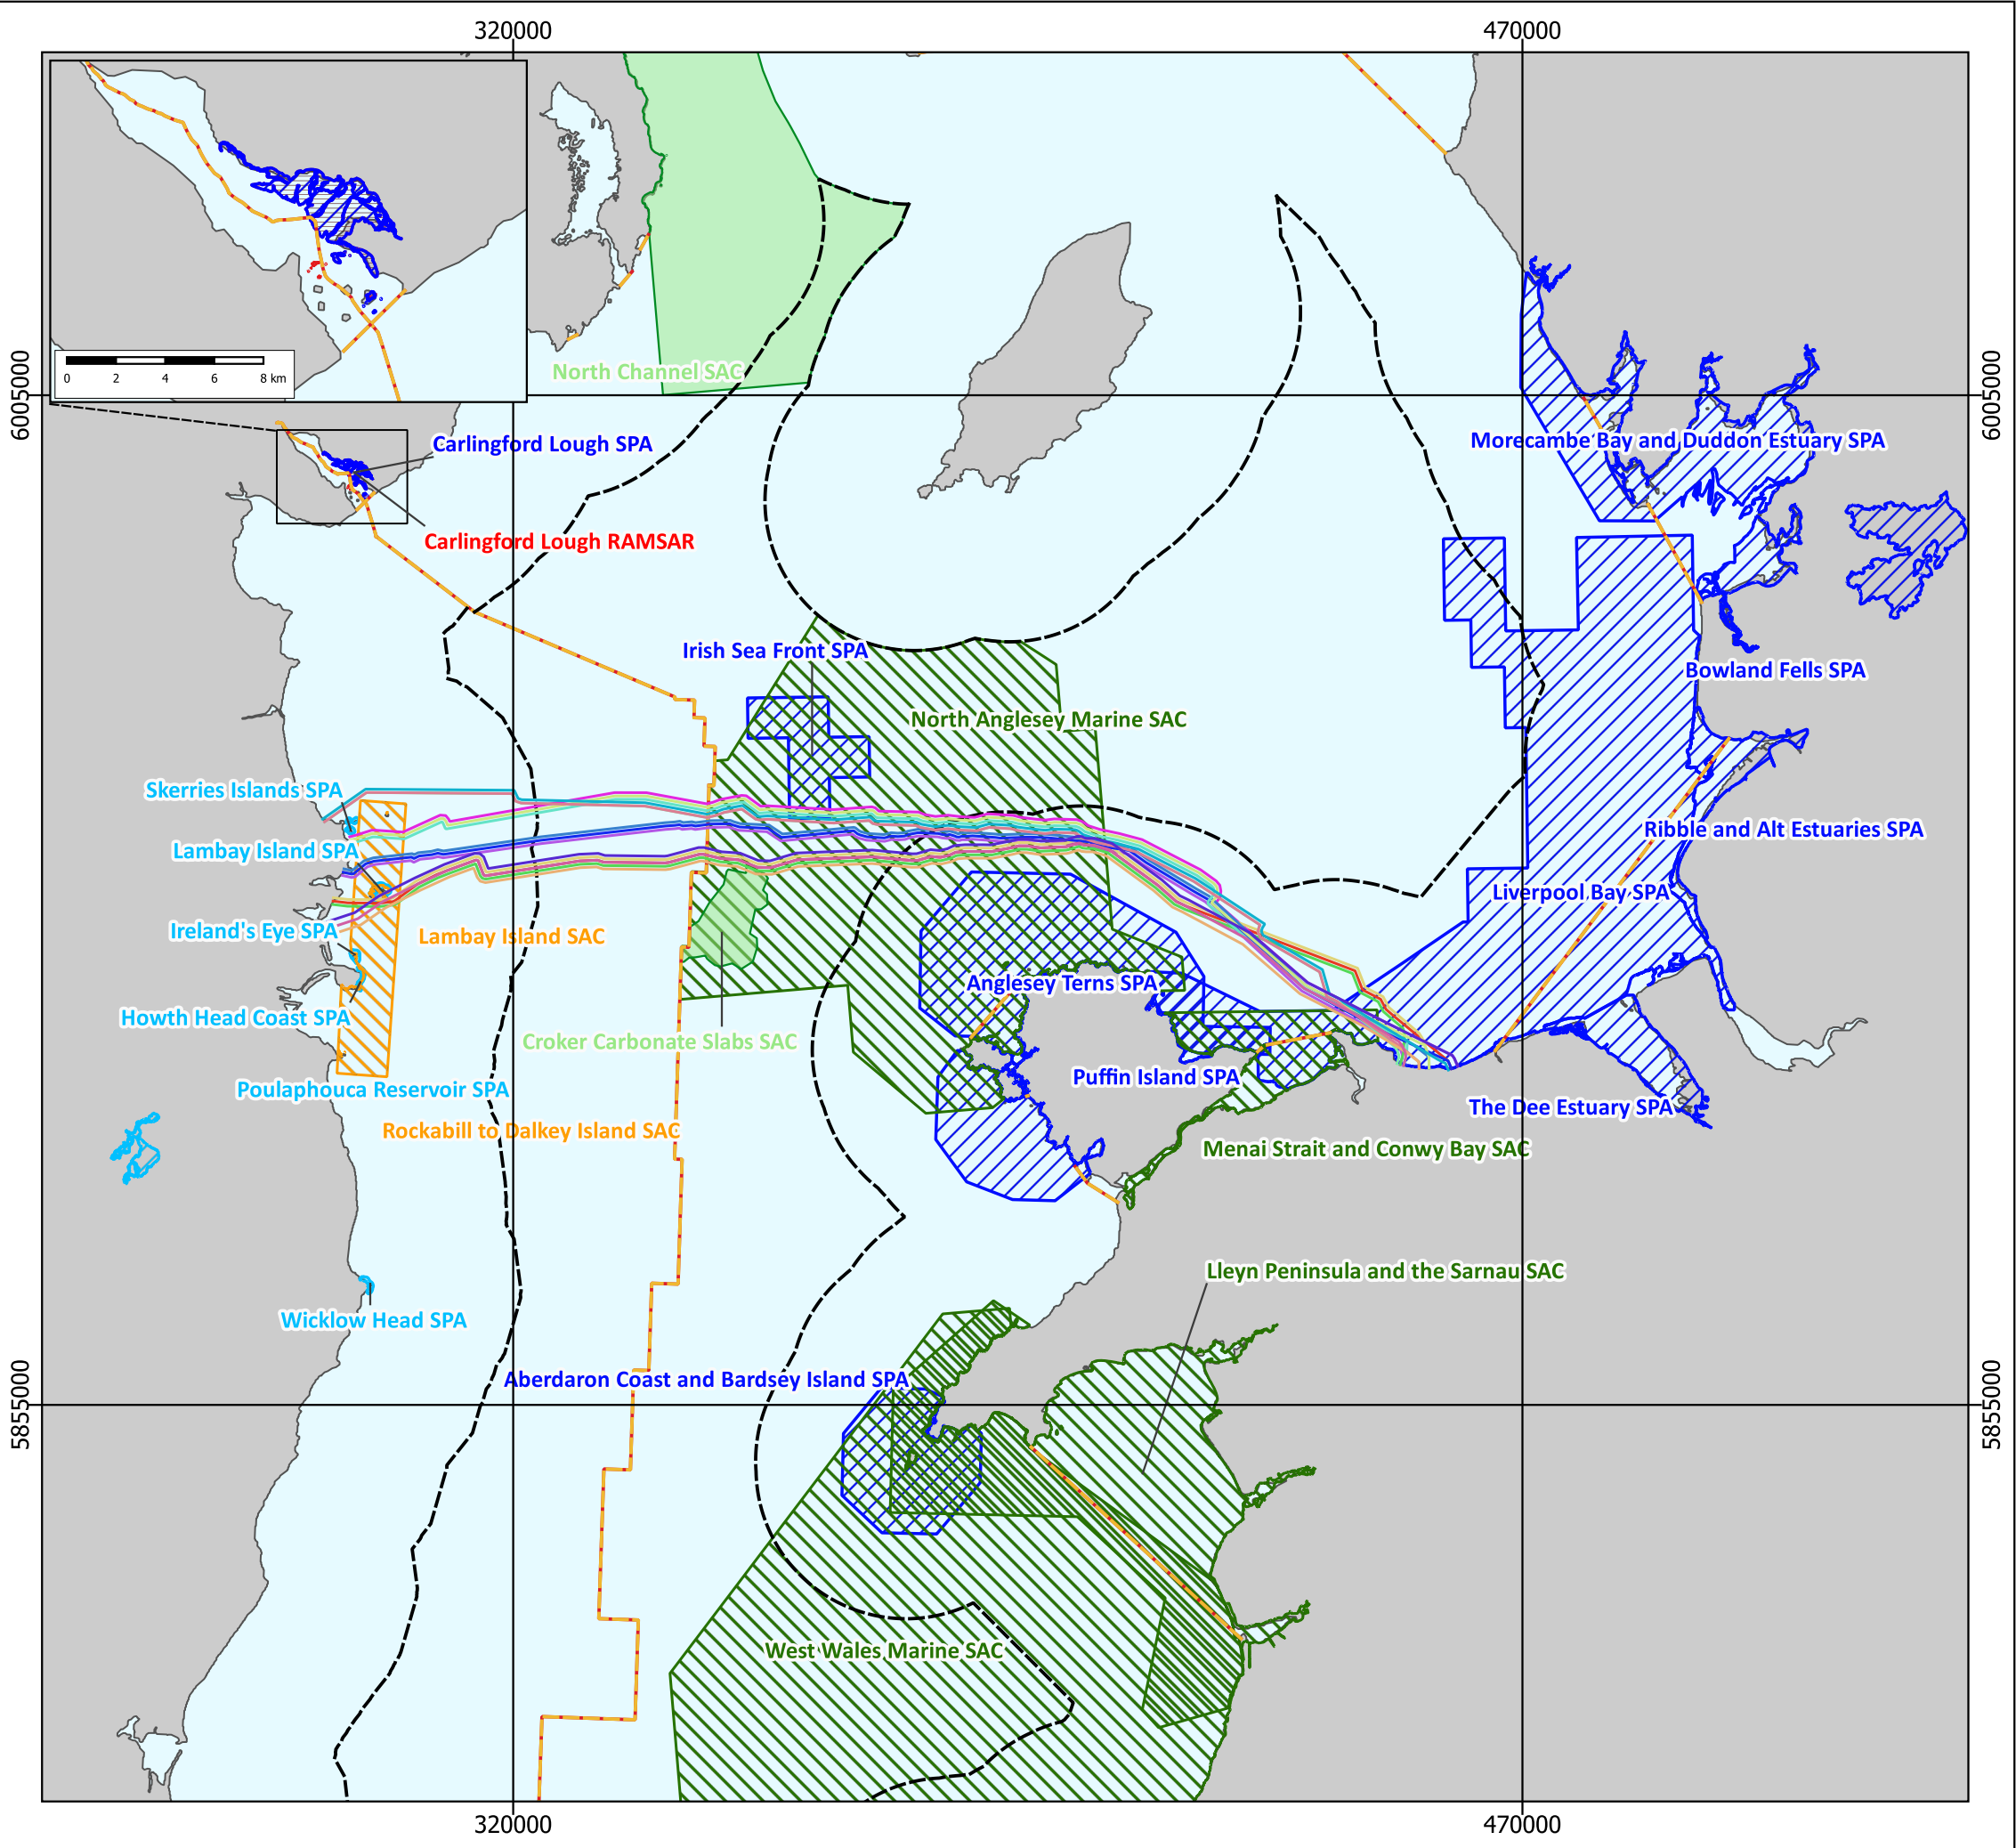 320000
470000
6005000
6005000
0 2 4 6 8 km
North Channel SAC
Carlingford Lough SPA
Morecambe Bay and Duddon Estuary SPA
Carlingford Lough RAMSAR
Irish Sea Front SPA
Bowland Fells SPA
North Anglesey Marine SAC
Skerries Islands SPA
Ribble and Alt Estuaries SPA
Lambay Island SPA
Liverpool Bay SPA
Ireland's Eye SPA
Lambay Island SAC
Anglesey Terns SPA
Howth Head Coast SPA
Croker Carbonate Slabs SAC
Puffin Island SPA
Poulaphouca Reservoir SPA
The Dee Estuary SPA
Rockabill to Dalkey Island SAC
Menai Strait and Conwy Bay SAC
Lleyn Peninsula and the Sarnau SAC
Wicklow Head SPA
Aberdaron Coast and Bardsey Island SPA
5855000
5855000
West Wales Marine SAC
320000
470000